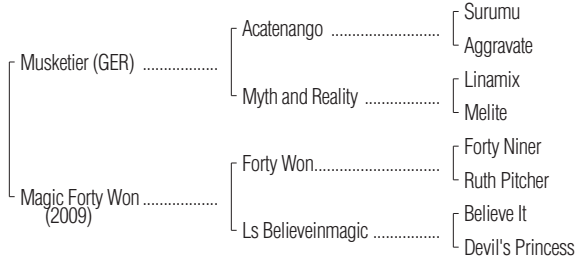 Surumu
Acatenango ......................
Aggravate
Musketier (GER) ..................
Linamix
Myth and Reality ...............
Melite
Forty Niner
Forty Won.........................
Ruth Pitcher
Magic Forty Won ..................
(2009)
Believe It
Ls Believeinmagic ..............
Devil's Princess